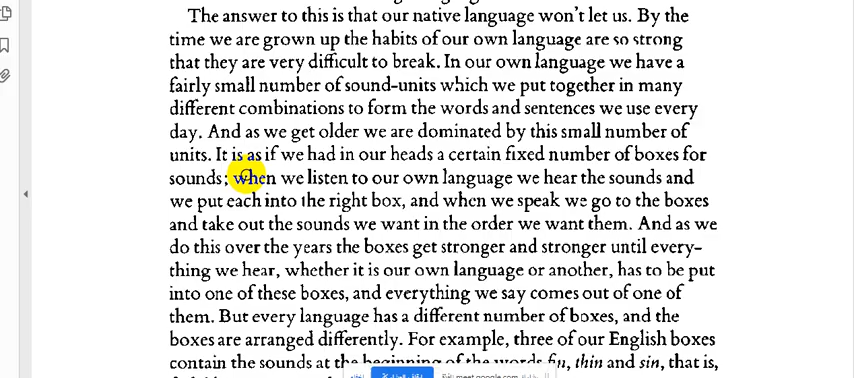 The answer to this is that our native language won't let us. By the
time we are grown up the habits of our own language are so strong
that they are very difficult to break. In our own language we have a
fairly small number of sound-units which we put together in many
different combinations to form the words and sentences we use every
day. And as we get older we are dominated by this small number of
units. It is as if we had in our heads a certain fixed number of boxes for
sounds; when we listen to our own language we hear the sounds and
we put each into the right box, and when we speak we go to the boxes
and take out the sounds we want in the order we want them. And as we
do this over the years the boxes get stronger and stronger until every-
thing we hear, whether it is our own language or another, has to be put
into one of these boxes, and everything we say comes out of one of
them. But every language has a different number of boxes, and the
boxes are arranged differently. For example, three of our English boxes
contain the sounds at the beginning of the words fin, thin and sin, that is,
meet.google.com